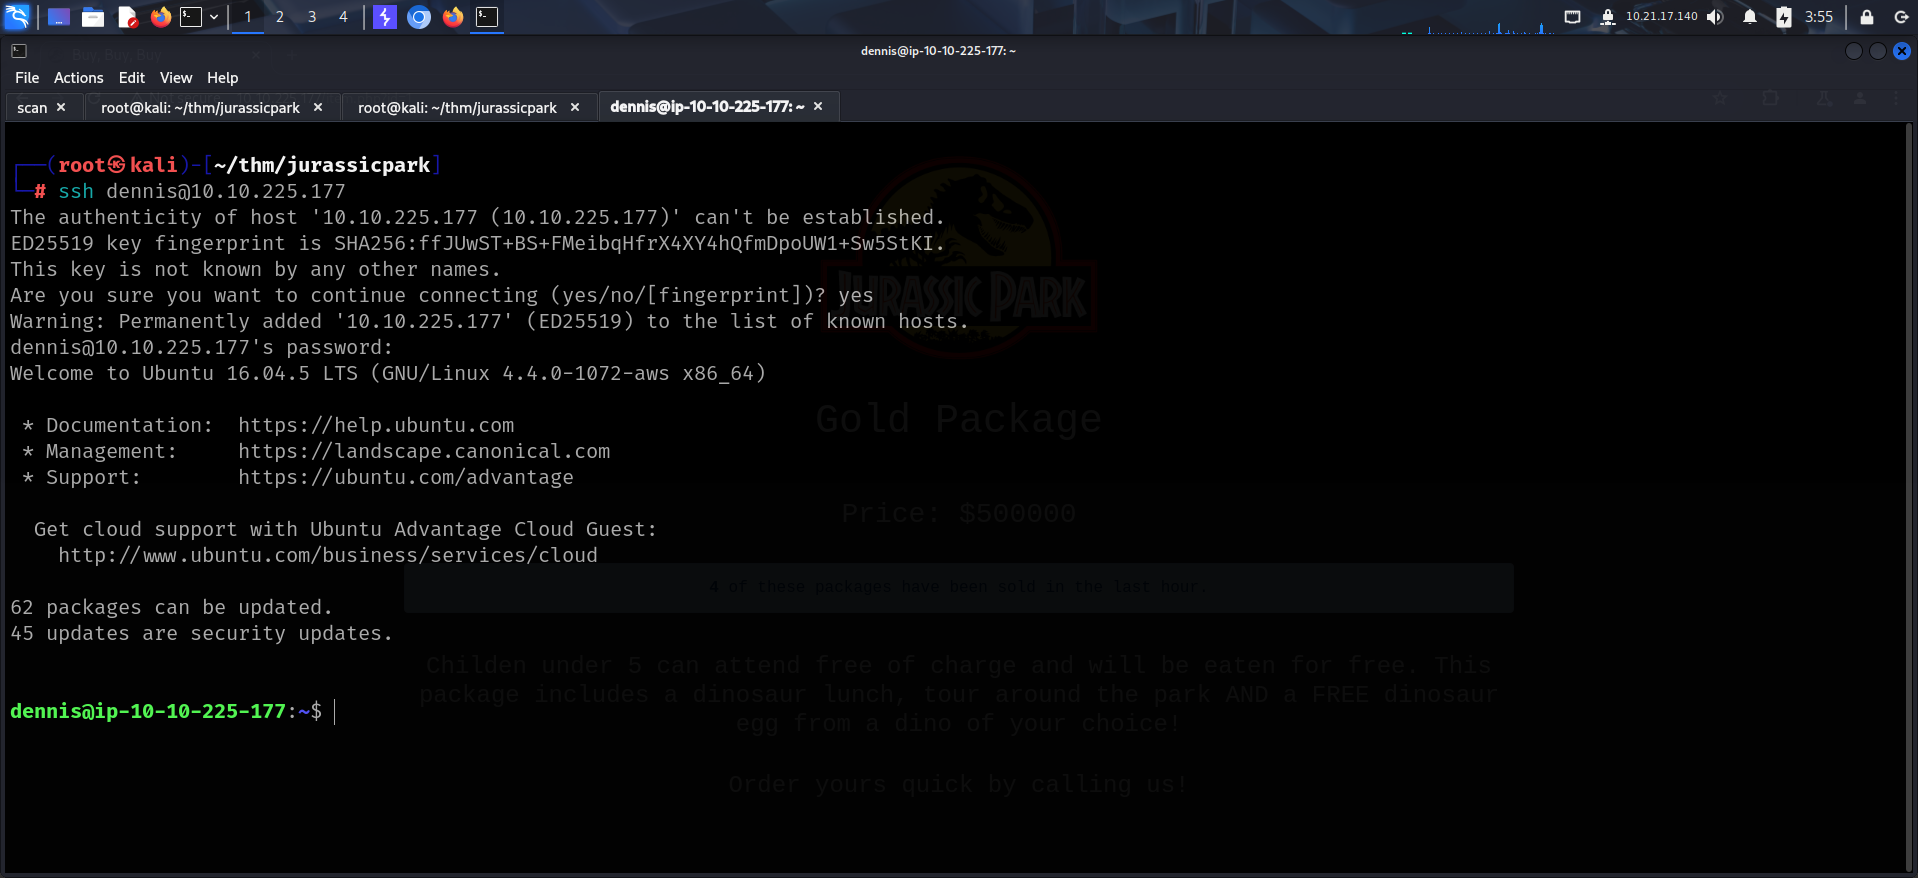 1 2 3 4 10.21.17.140 3:55
dennis@ip-10-10-225-177: ~
Buy, Buy, Buy
File Actions Edit View Help
scan root@kali: ~/thm/jurassicpark root@kali: ~/thm/jurassicpark dennis@ip-10-10-225-177: ~
┌──(root㉿kali)-[~/thm/jurassicpark]
└─# ssh dennis@10.10.225.177
The authenticity of host '10.10.225.177 (10.10.225.177)' can't be established.
ED25519 key fingerprint is SHA256:ffJUwST+BS+FMeibqHfrX4XY4hQfmDpoUW1+Sw5StKI.
This key is not known by any other names.
Are you sure you want to continue connecting (yes/no/[fingerprint])? yes
Warning: Permanently added '10.10.225.177' (ED25519) to the list of known hosts.
dennis@10.10.225.177's password:
Welcome to Ubuntu 16.04.5 LTS (GNU/Linux 4.4.0-1072-aws x86_64)
* Documentation: https://help.ubuntu.com
* Management: https://landscape.canonical.com
* Support: https://ubuntu.com/advantage
Get cloud support with Ubuntu Advantage Cloud Guest:
http://www.ubuntu.com/business/services/cloud
62 packages can be updated.
45 updates are security updates.
dennis@ip-10-10-225-177:~$
JURASSIC PARK
Gold Package
Price: $500000
4 of these packages have been sold in the last hour.
Childen under 5 can attend free of charge and will be eaten for free. This
package includes a dinosaur lunch, tour around the park AND a FREE dinosaur
egg from a dino of your choice!
Order yours quick by calling us!